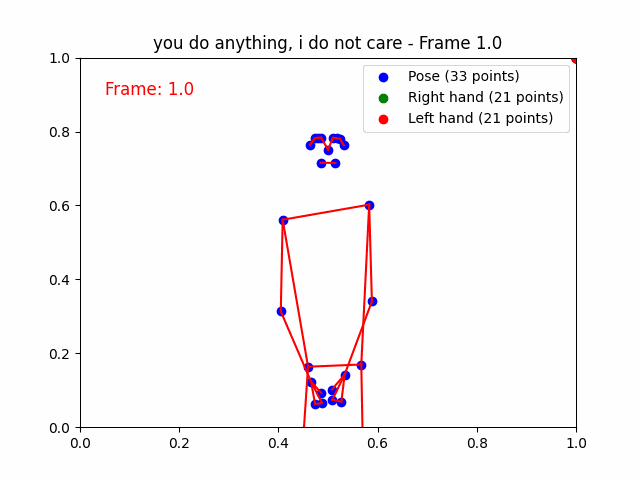 you do anything, i do not care - Frame 1.0
Frame: 1.0
Pose (33 points)
Right hand (21 points)
Left hand (21 points)
1.0
0.8
0.6
0.4
0.2
0.0
0.0 0.2 0.4 0.6 0.8 1.0